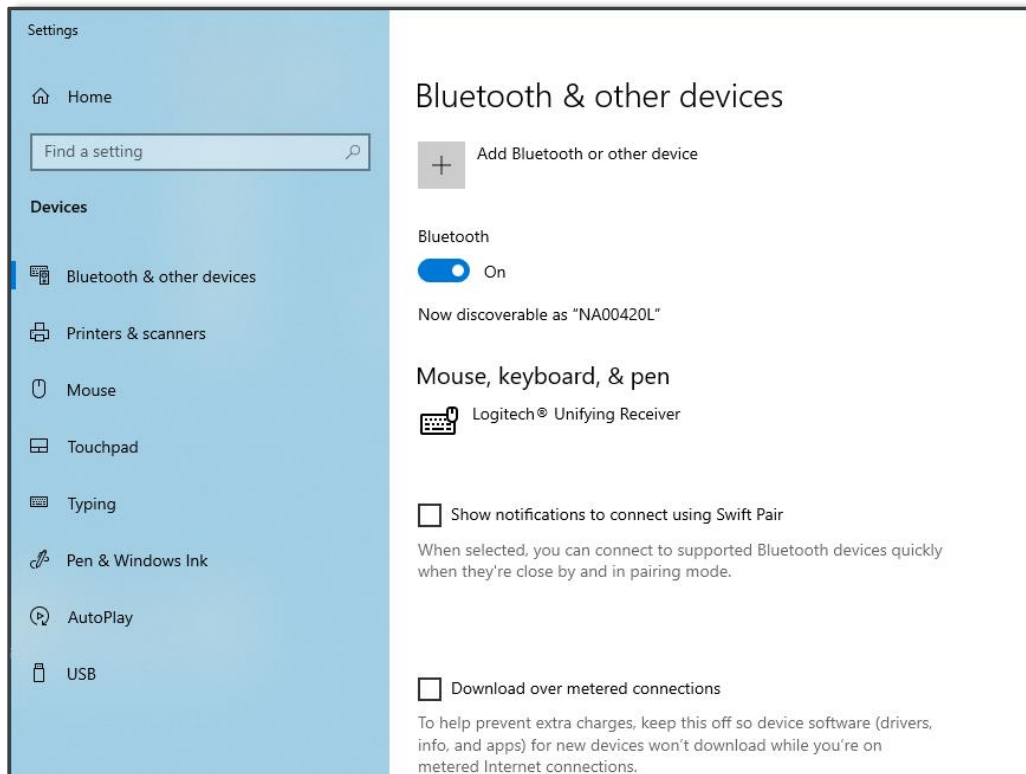 Settings
Home
Find a setting
Devices
Bluetooth & other devices
Printers & scanners
Mouse
Touchpad
Typing
Pen & Windows Ink
AutoPlay
USB
Bluetooth & other devices
Add Bluetooth or other device
Bluetooth
On
Now discoverable as “NA00420L”
Mouse, keyboard, & pen
Logitech® Unifying Receiver
Show notifications to connect using Swift Pair
When selected, you can connect to supported Bluetooth devices quickly
when they're close by and in pairing mode.
Download over metered connections
To help prevent extra charges, keep this off so device software (drivers,
info, and apps) for new devices won’t download while you’re on
metered Internet connections.